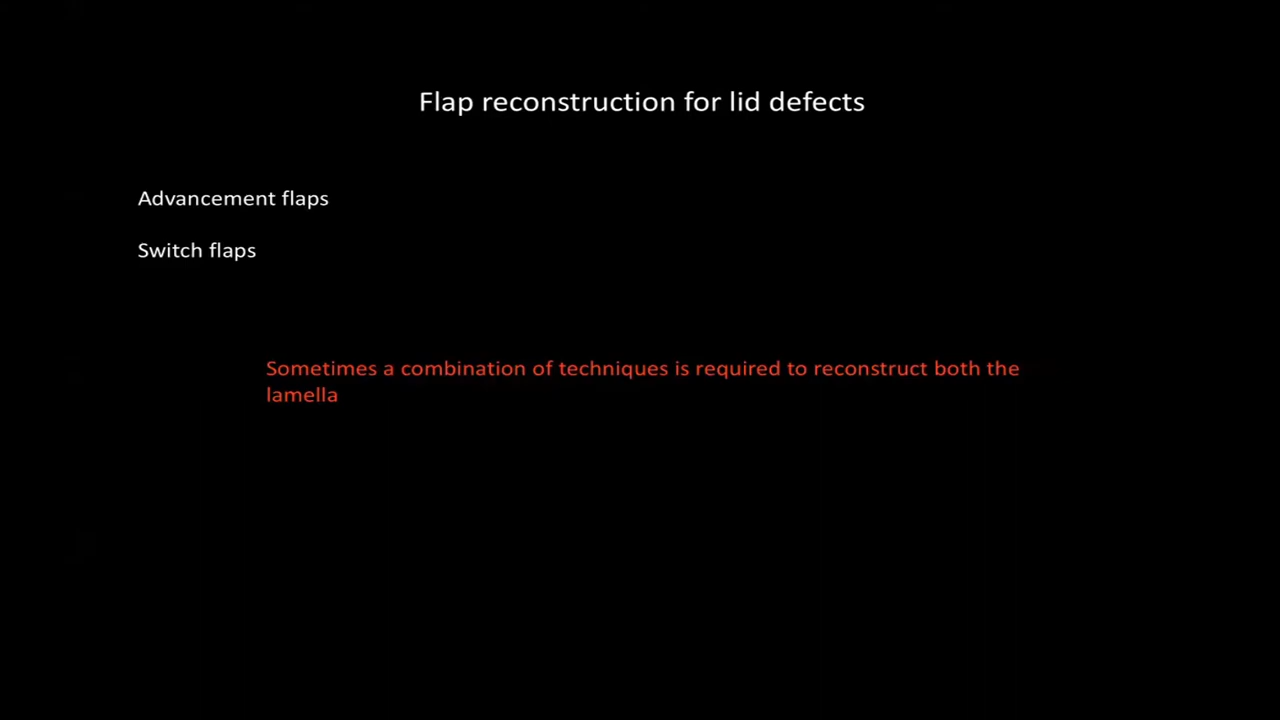 Flap reconstruction for lid defects
Advancement flaps
Switch flaps
Sometimes a combination of techniques is required to reconstruct both the
lamella